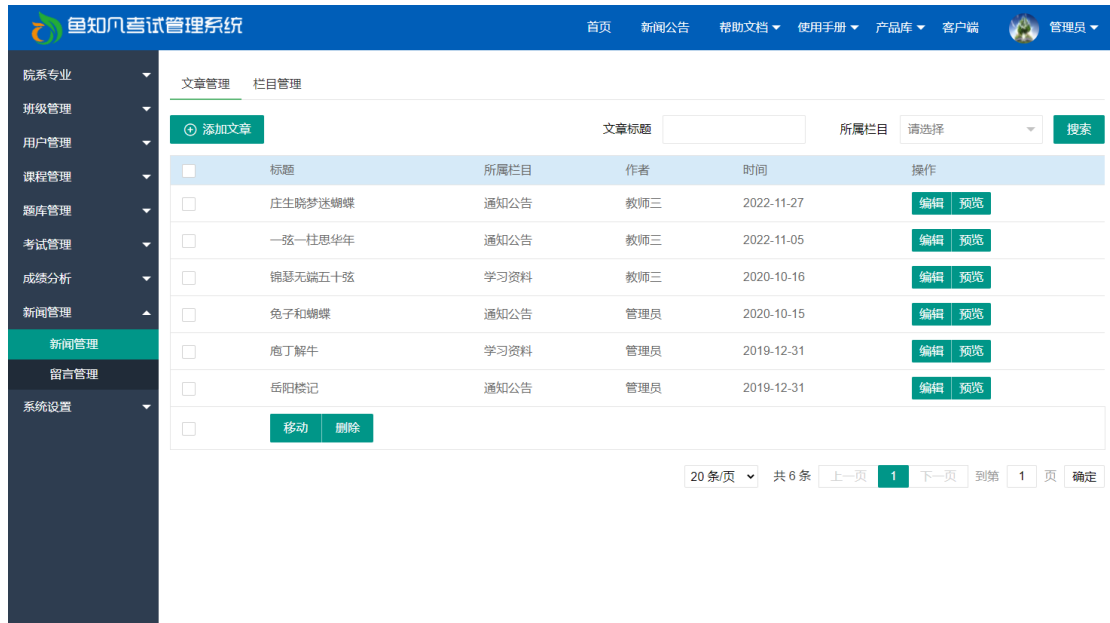 鱼知凡考试管理系统 首页 新闻公告 帮助文档 使用手册 产品库 客户端 管理员
院系专业
班级管理
用户管理
课程管理
题库管理
考试管理
成绩分析
新闻管理
新闻管理
留言管理
系统设置
文章管理 栏目管理
添加文章 文章标题 所属栏目 请选择 搜索
标题 所属栏目 作者 时间 操作
庄生晓梦迷蝴蝶 通知公告 教师三 2022-11-27 编辑 预览
一弦一柱思华年 通知公告 教师三 2022-11-05 编辑 预览
锦瑟无端五十弦 学习资料 教师三 2020-10-16 编辑 预览
兔子和蝴蝶 通知公告 管理员 2020-10-15 编辑 预览
庖丁解牛 学习资料 管理员 2019-12-31 编辑 预览
岳阳楼记 通知公告 管理员 2019-12-31 编辑 预览
移动 删除
20 条/页 共 6 条 上一页 1 下一页 到第 1 页 确定